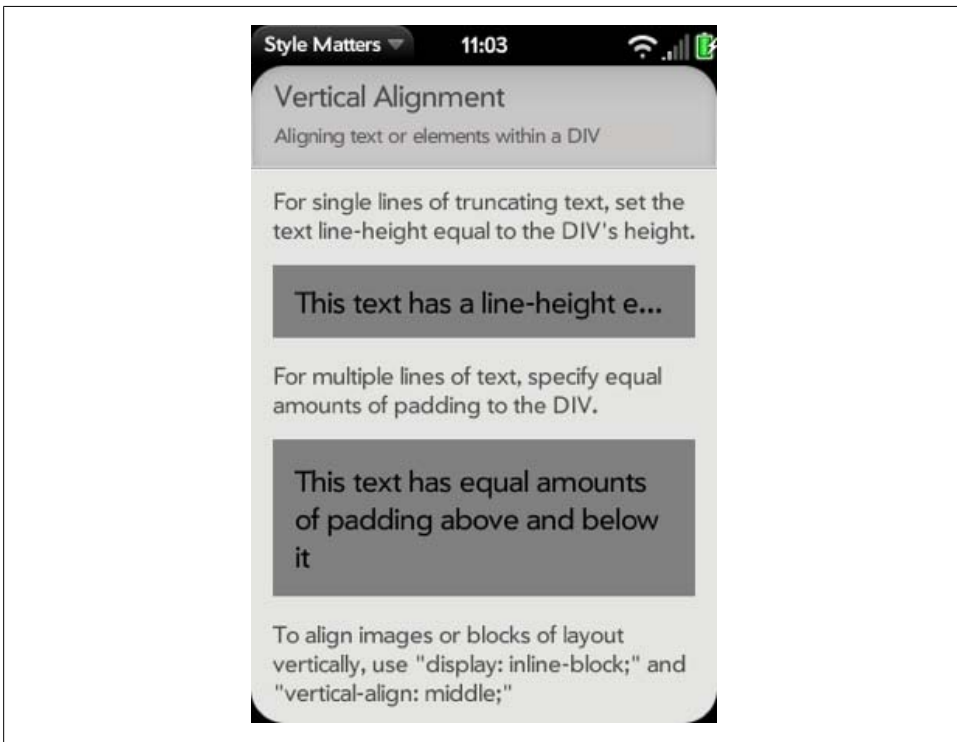 Style Matters 11:03
Vertical Alignment
Aligning text or elements within a DIV
For single lines of truncating text, set the
text line-height equal to the DIV's height.
This text has a line-height e...
For multiple lines of text, specify equal
amounts of padding to the DIV.
This text has equal amounts
of padding above and below
it
To align images or blocks of layout
vertically, use "display: inline-block;" and
"vertical-align: middle;"